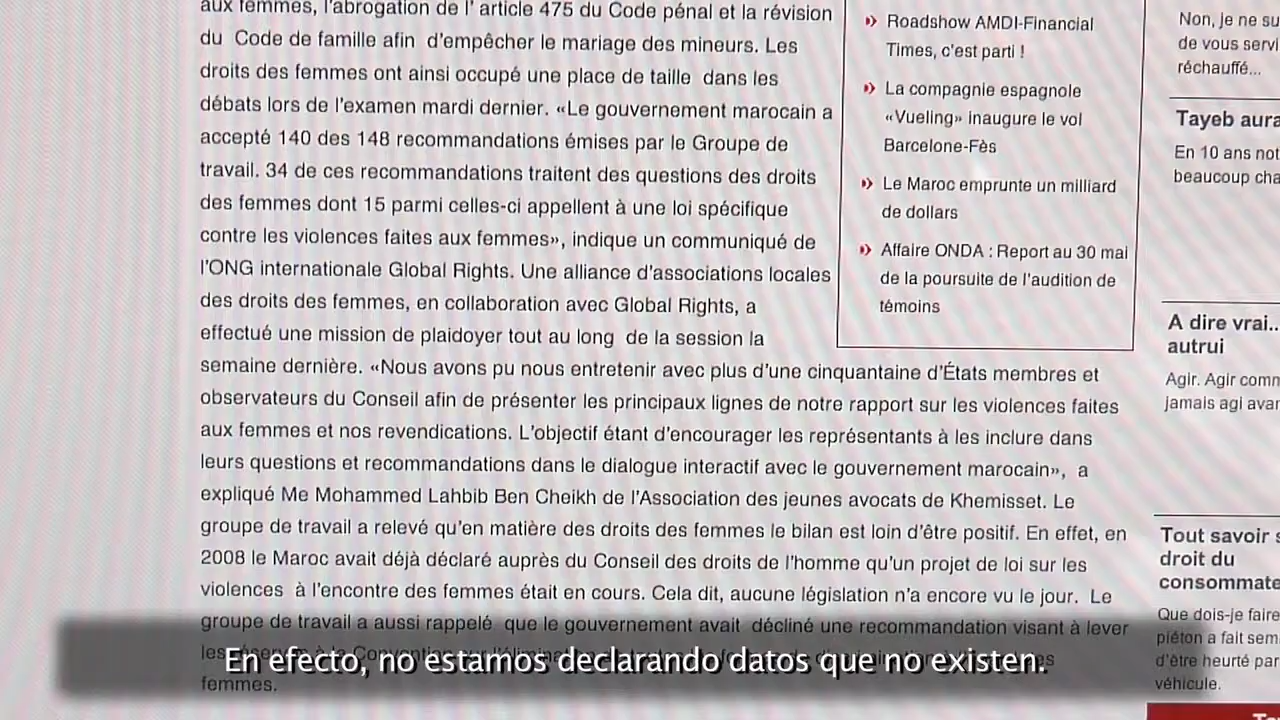 aux femmes, l'abrogation de l' article 475 du Code pénal et la révision
du Code de famille afin d'empêcher le mariage des mineurs. Les
droits des femmes ont ainsi occupé une place de taille dans les
débats lors de l'examen mardi dernier. «Le gouvernement marocain a
accepté 140 des 148 recommandations émises par le Groupe de
travail. 34 de ces recommandations traitent des questions des droits
des femmes dont 15 parmi celles-ci appellent à une loi spécifique
contre les violences faites aux femmes», indique un communiqué de
l'ONG internationale Global Rights. Une alliance d'associations locales
des droits des femmes, en collaboration avec Global Rights, a
effectué une mission de plaidoyer tout au long de la session la
semaine dernière. «Nous avons pu nous entretenir avec plus d'une cinquantaine d'États membres et
observateurs du Conseil afin de présenter les principaux lignes de notre rapport sur les violences faites
aux femmes et nos revendications. L'objectif étant d'encourager les représentants à les inclure dans
leurs questions et recommandations dans le dialogue interactif avec le gouvernement marocain», a
expliqué Me Mohammed Lahbib Ben Cheikh de l'Association des jeunes avocats de Khemisset. Le
groupe de travail a relevé qu'en matière des droits des femmes le bilan est loin d'être positif. En effet, en
2008 le Maroc avait déjà déclaré auprès du Conseil des droits de l'homme qu'un projet de loi sur les
violences à l'encontre des femmes était en cours. Cela dit, aucune législation n'a encore vu le jour. Le
groupe de travail a aussi rappelé que le gouvernement avait décliné une recommandation visant à lever
les
femmes.
Roadshow AMDI-Financial
Times, c'est parti !
La compagnie espagnole
«Vueling» inaugure le vol
Barcelone-Fès
Le Maroc emprunte un milliard
de dollars
Affaire ONDA : Report au 30 mai
de la poursuite de l'audition de
témoins
Non, je ne su
de vous servi
réchauffé...
Tayeb aura
En 10 ans not
beaucoup cha
A dire vrai..
autrui
Agir. Agir comm
jamais agi avan
Tout savoir s
droit du
consommate
Que dois-je faire
piéton a fait sem
d'être heurté par
véhicule.
En efecto, no estamos declarando datos que no existen.